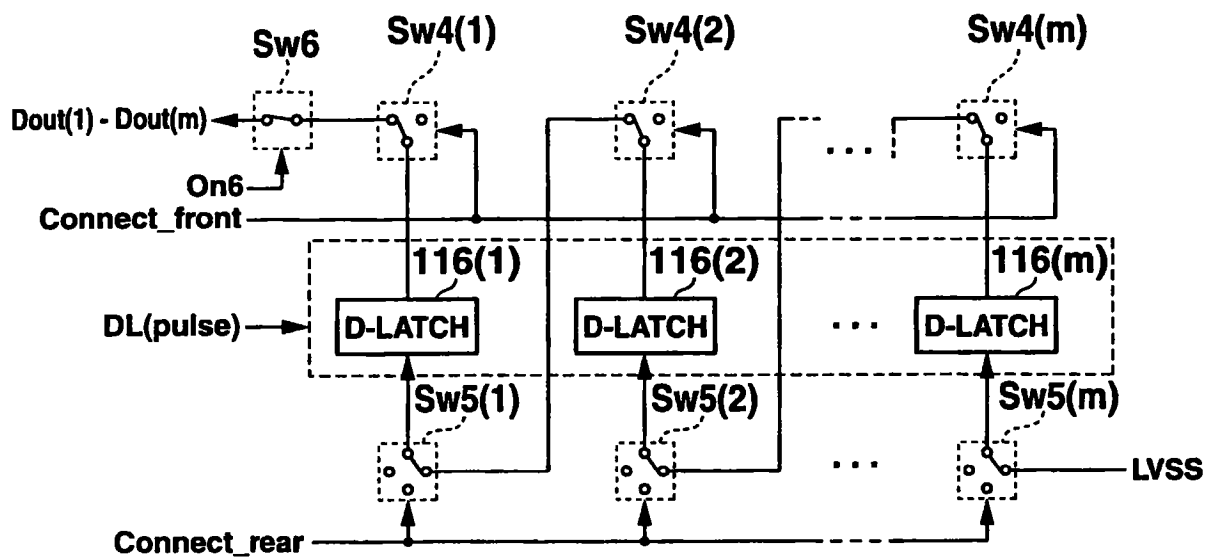 Sw6
Sw4(1)
Sw4(2)
Sw4(m)
Dout(1) - Dout(m)
On6
Connect_front
116(1)
116(2)
116(m)
DL(pulse)
D-LATCH
D-LATCH
D-LATCH
Sw5(1)
Sw5(2)
Sw5(m)
LVSS
Connect_rear